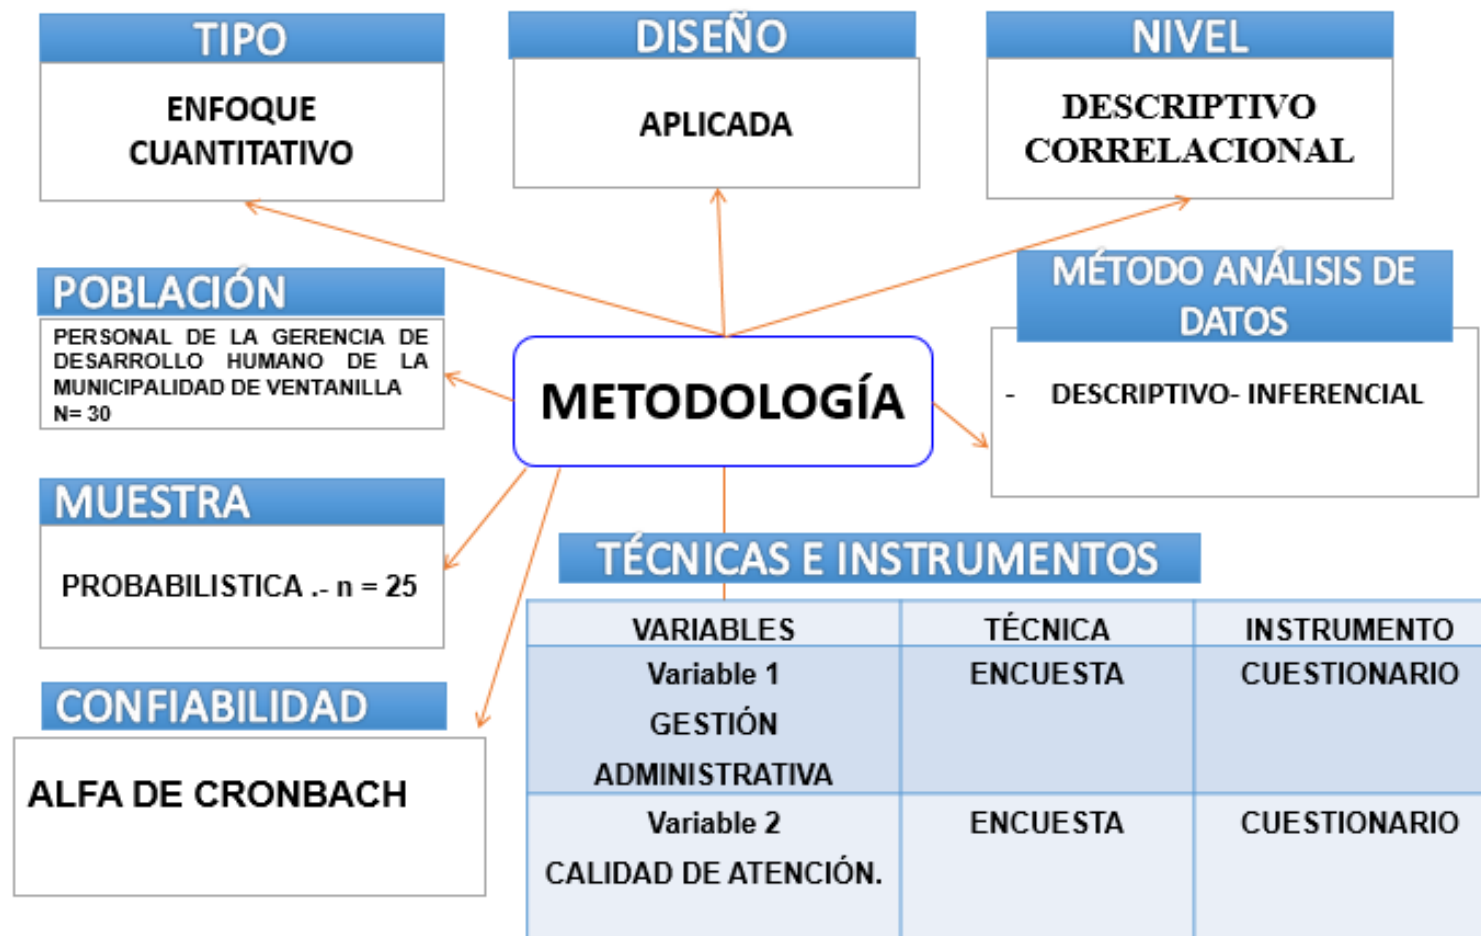 TIPO
ENFOQUE
CUANTITATIVO
DISEÑO
APLICADA
NIVEL
DESCRIPTIVO
CORRELACIONAL
POBLACIÓN
PERSONAL DE LA GERENCIA DE
DESARROLLO HUMANO DE LA
MUNICIPALIDAD DE VENTANILLA
N= 30
METODOLOGÍA
MÉTODO ANÁLISIS DE
DATOS
- DESCRIPTIVO- INFERENCIAL
MUESTRA
PROBABILISTICA .- n = 25
CONFIABILIDAD
ALFA DE CRONBACH
TÉCNICAS E INSTRUMENTOS
VARIABLES TÉCNICA INSTRUMENTO
Variable 1 ENCUESTA CUESTIONARIO
GESTIÓN
ADMINISTRATIVA
Variable 2 ENCUESTA CUESTIONARIO
CALIDAD DE ATENCIÓN.